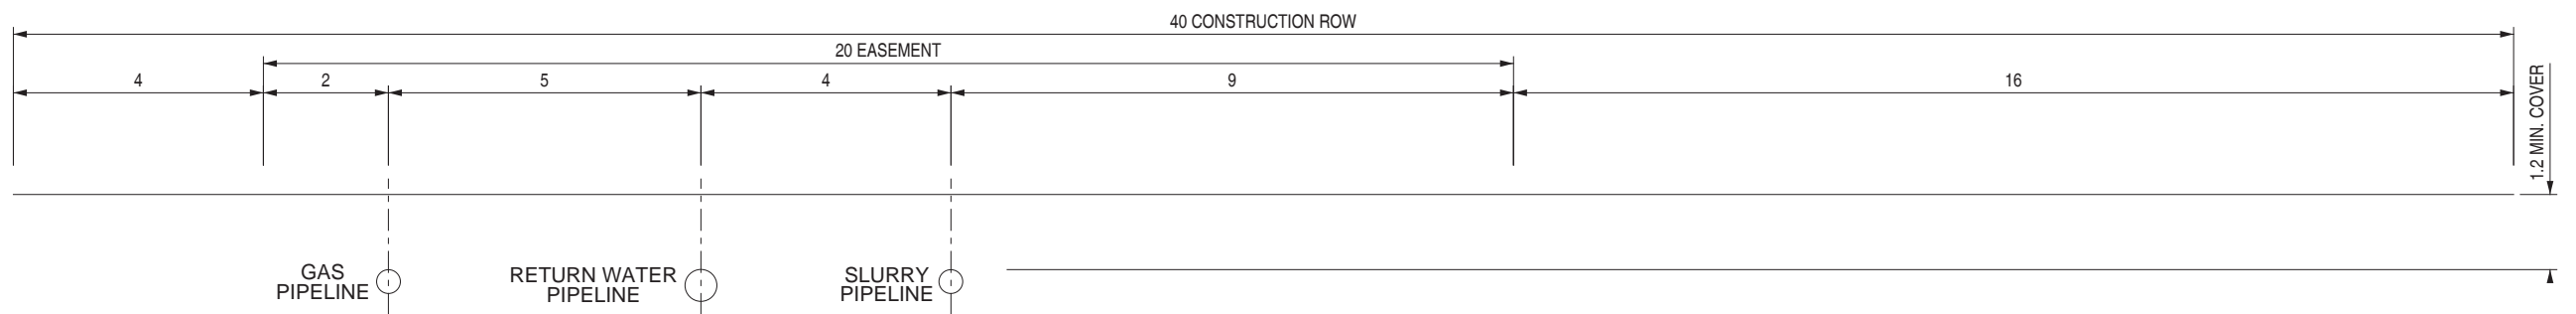 40 CONSTRUCTION ROW
20 EASEMENT
4
2
5
4
9
16
1.2 MIN. COVER
GAS
PIPELINE
RETURN WATER
PIPELINE
SLURRY
PIPELINE